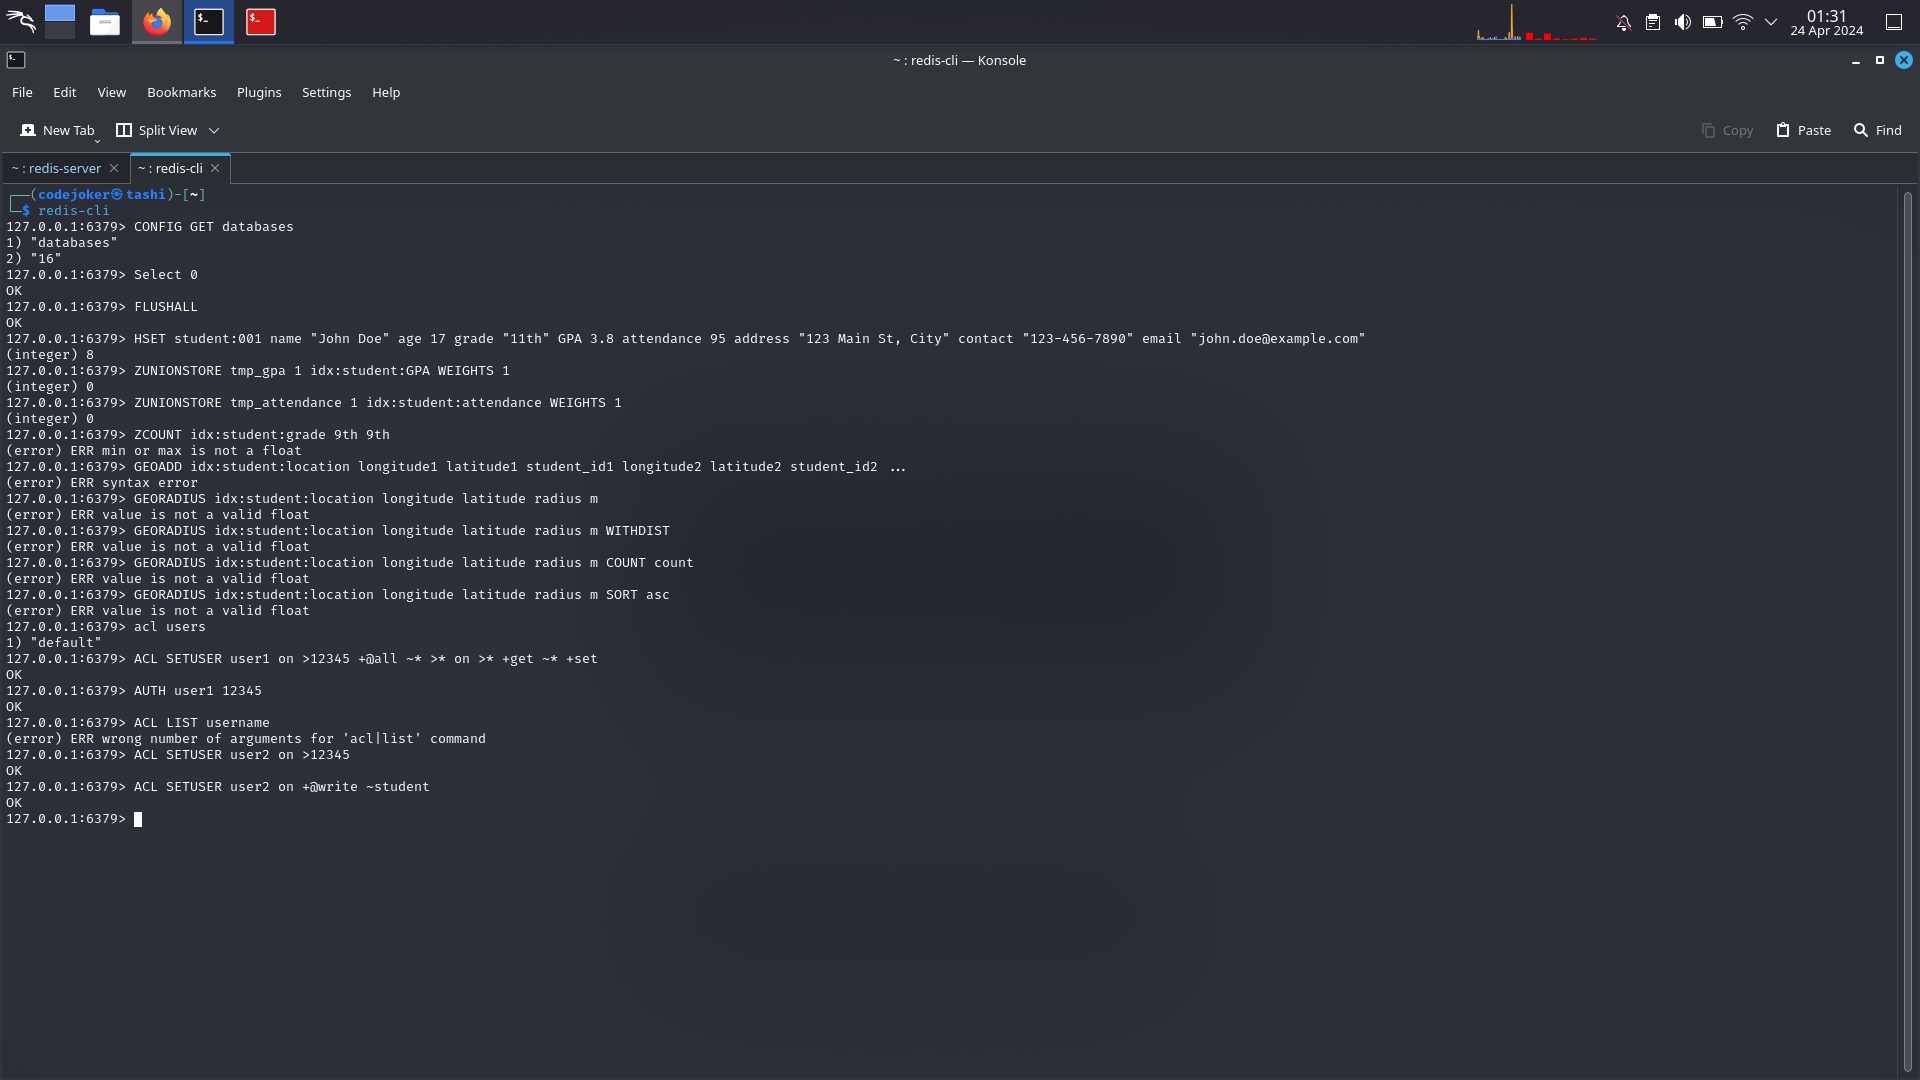 01:31
24 Apr 2024
~ : redis-cli — Konsole
File Edit View Bookmarks Plugins Settings Help
New Tab Split View Copy Paste Find
~ : redis-server ~ : redis-cli
┌──(codejoker㉿tashi)-[~]
└─$ redis-cli
127.0.0.1:6379> CONFIG GET databases
1) "databases"
2) "16"
127.0.0.1:6379> Select 0
OK
127.0.0.1:6379> FLUSHALL
OK
127.0.0.1:6379> HSET student:001 name "John Doe" age 17 grade "11th" GPA 3.8 attendance 95 address "123 Main St, City" contact "123-456-7890" email "john.doe@example.com"
(integer) 8
127.0.0.1:6379> ZUNIONSTORE tmp_gpa 1 idx:student:GPA WEIGHTS 1
(integer) 0
127.0.0.1:6379> ZUNIONSTORE tmp_attendance 1 idx:student:attendance WEIGHTS 1
(integer) 0
127.0.0.1:6379> ZCOUNT idx:student:grade 9th 9th
(error) ERR min or max is not a float
127.0.0.1:6379> GEOADD idx:student:location longitude1 latitude1 student_id1 longitude2 latitude2 student_id2 ...
(error) ERR syntax error
127.0.0.1:6379> GEORADIUS idx:student:location longitude latitude radius m
(error) ERR value is not a valid float
127.0.0.1:6379> GEORADIUS idx:student:location longitude latitude radius m WITHDIST
(error) ERR value is not a valid float
127.0.0.1:6379> GEORADIUS idx:student:location longitude latitude radius m COUNT count
(error) ERR value is not a valid float
127.0.0.1:6379> GEORADIUS idx:student:location longitude latitude radius m SORT asc
(error) ERR value is not a valid float
127.0.0.1:6379> acl users
1) "default"
127.0.0.1:6379> ACL SETUSER user1 on >12345 +@all ~* >* on >* +get ~* +set
OK
127.0.0.1:6379> AUTH user1 12345
OK
127.0.0.1:6379> ACL LIST username
(error) ERR wrong number of arguments for 'acl|list' command
127.0.0.1:6379> ACL SETUSER user2 on >12345
OK
127.0.0.1:6379> ACL SETUSER user2 on +@write ~student
OK
127.0.0.1:6379>